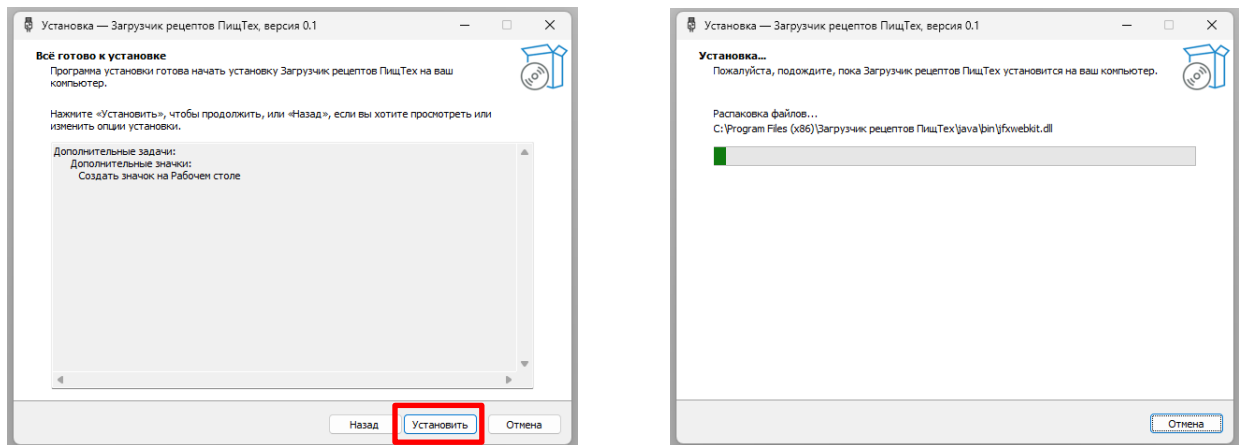 Установка — Загрузчик рецептов ПищТех, версия 0.1
Всё готово к установке
Программа установки готова начать установку Загрузчик рецептов ПищТех на ваш
компьютер.
Нажмите «Установить», чтобы продолжить, или «Назад», если вы хотите просмотреть или
изменить опции установки.
Дополнительные задачи:
Дополнительные значки:
Создать значок на Рабочем столе
Назад
Установить
Отмена
Установка — Загрузчик рецептов ПищТех, версия 0.1
Установка...
Пожалуйста, подождите, пока Загрузчик рецептов ПищТех установится на ваш компьютер.
Распаковка файлов...
C:\Program Files (x86)\Загрузчик рецептов ПищТех\java\bin\jfxwebkit.dll
Отмена